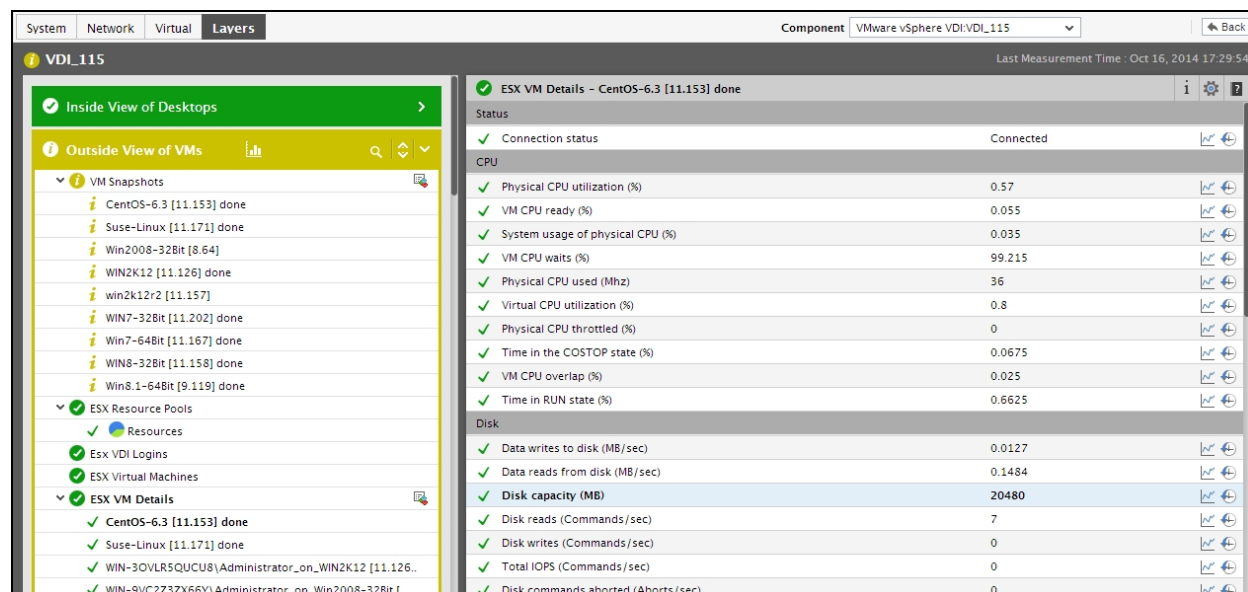 System Network Virtual Layers Component VMware vSphere VDI:VDI_115 Back
VDI_115 Last Measurement Time : Oct 16, 2014 17:29:54
Inside View of Desktops
Outside View of VMs
VM Snapshots
CentOS-6.3 [11.153] done
Suse-Linux [11.171] done
Win2008-32Bit [8.64]
WIN2K12 [11.126] done
win2k12r2 [11.157]
WIN7-32Bit [11.202] done
Win7-64Bit [11.167] done
WIN8-32Bit [11.158] done
Win8.1-64Bit [9.119] done
ESX Resource Pools
Resources
Esx VDI Logins
ESX Virtual Machines
ESX VM Details
CentOS-6.3 [11.153] done
Suse-Linux [11.171] done
WIN-3OVLR5QUCU8\Administrator_on_WIN2K12 [11.126..
WIN-9VC2Z3ZX66Y\Administrator_on_Win2008-32Bit [
ESX VM Details - CentOS-6.3 [11.153] done
Status
Connection status Connected
CPU
Physical CPU utilization (%) 0.57
VM CPU ready (%) 0.055
System usage of physical CPU (%) 0.035
VM CPU waits (%) 99.215
Physical CPU used (Mhz) 36
Virtual CPU utilization (%) 0.8
Physical CPU throttled (%) 0
Time in the COSTOP state (%) 0.0675
VM CPU overlap (%) 0.025
Time in RUN state (%) 0.6625
Disk
Data writes to disk (MB/sec) 0.0127
Data reads from disk (MB/sec) 0.1484
Disk capacity (MB) 20480
Disk reads (Commands/sec) 7
Disk writes (Commands/sec) 0
Total IOPS (Commands/sec) 0
Disk commands aborted (Aborts/sec) 0